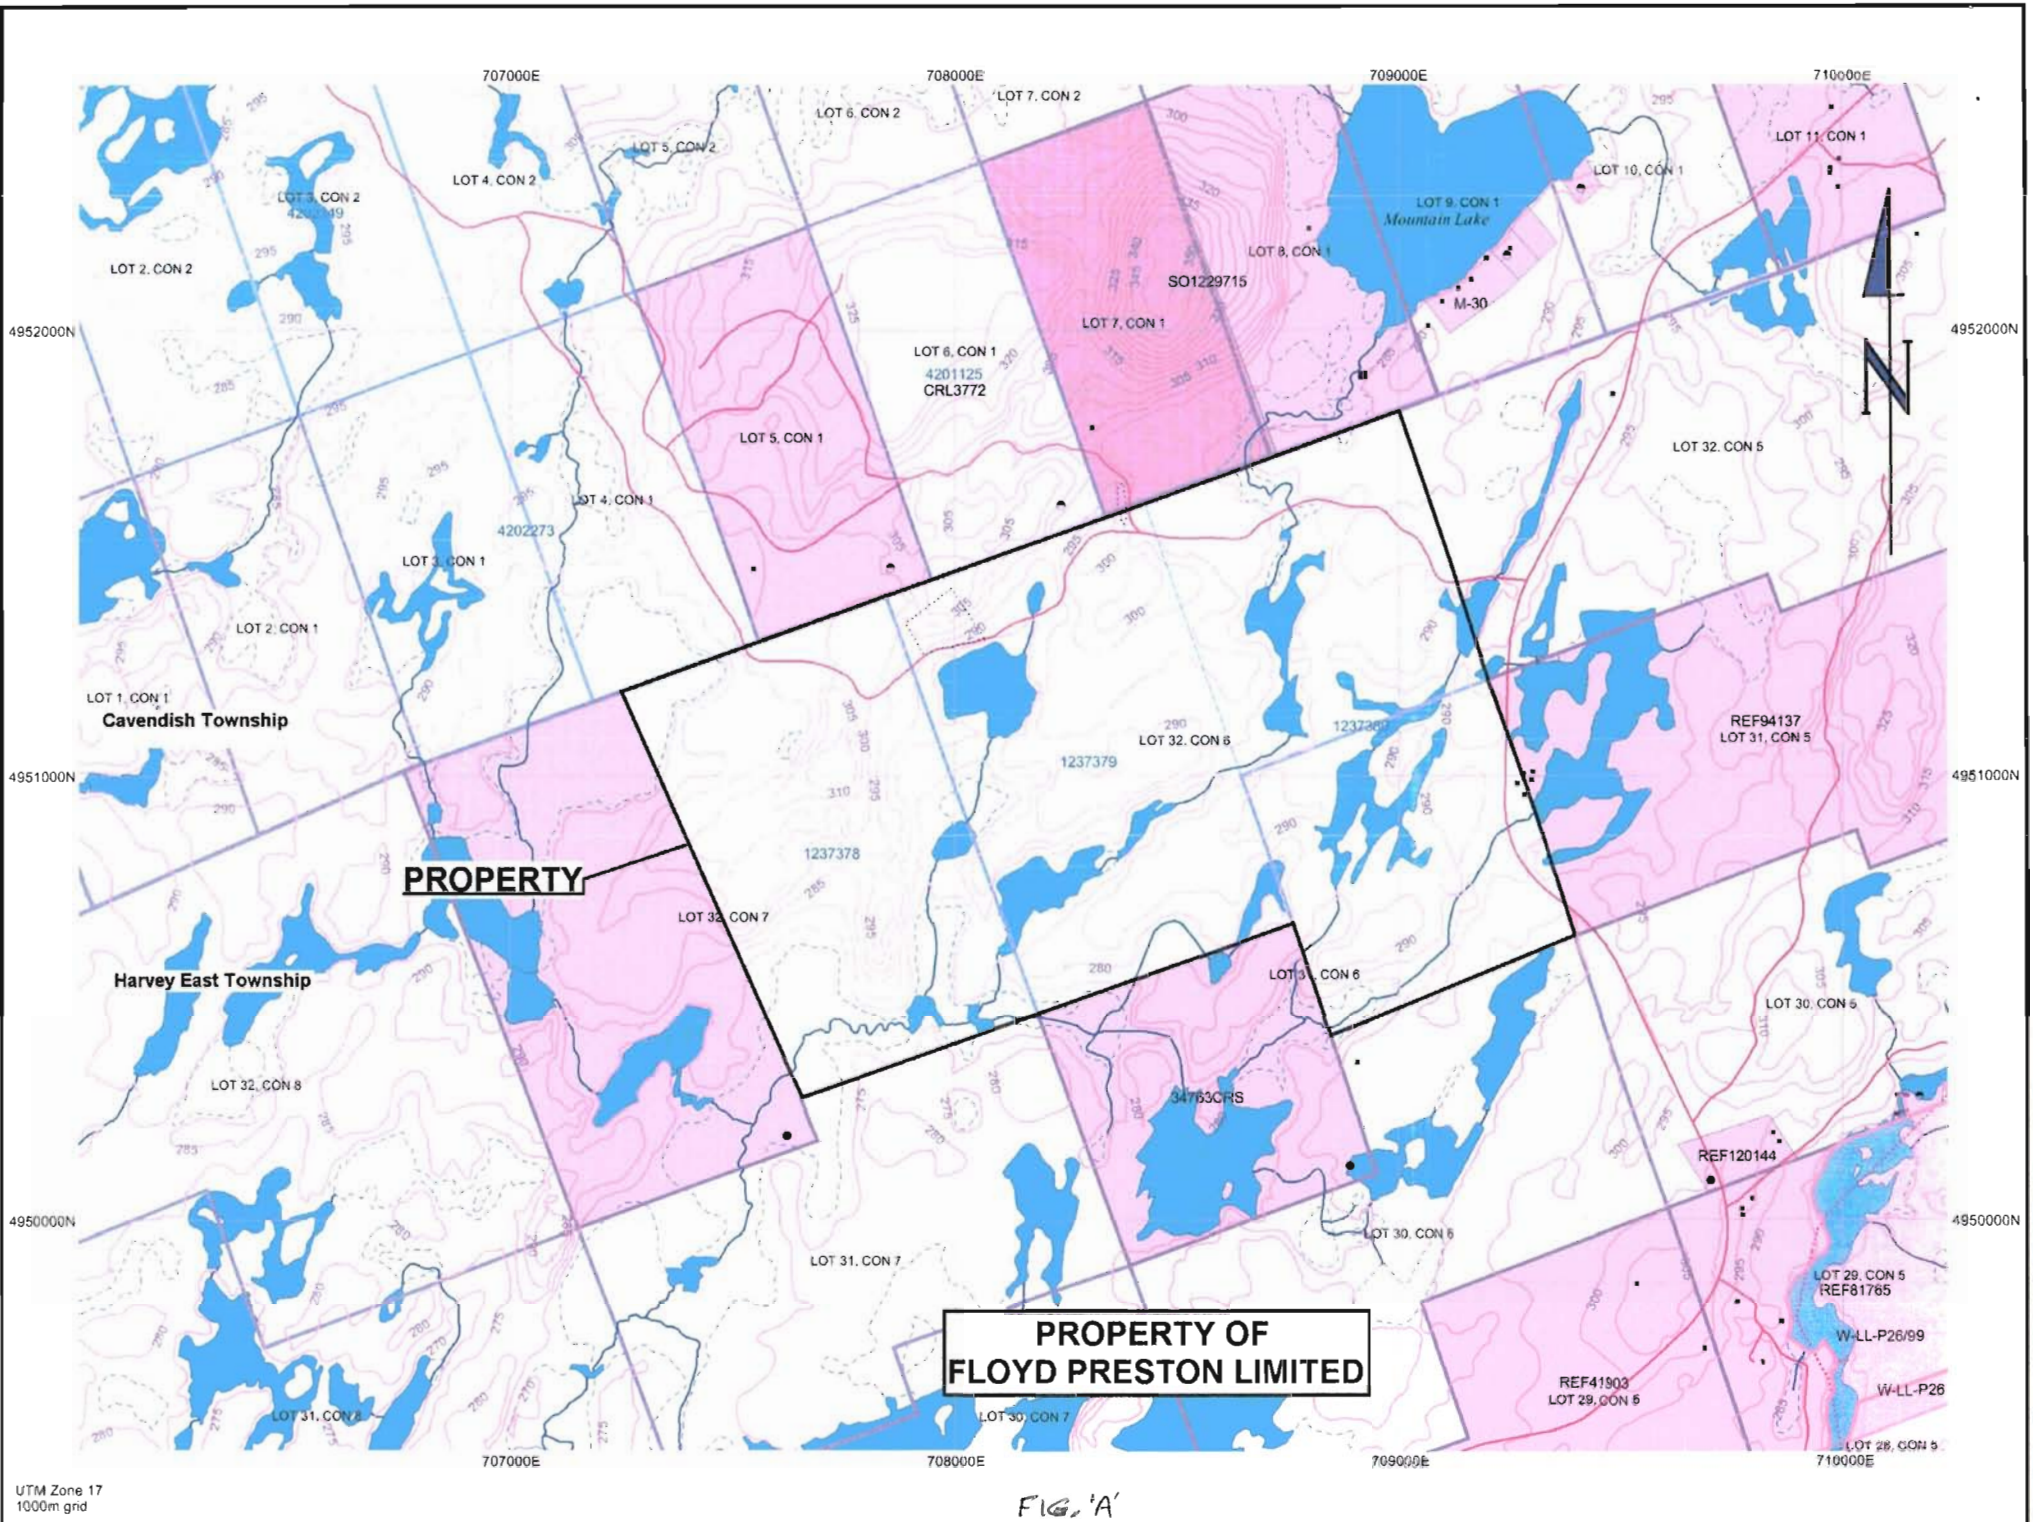 707000E
708000E
709000E
710000E
LOT 7, CON 2
LOT 6, CON 2
LOT 5, CON 2
LOT 4, CON 2
LOT 3, CON 2
LOT 2, CON 2
LOT 11, CON 1
LOT 10, CON 1
LOT 9, CON 1
Mountain Lake
LOT 8, CON 1
SO1229715
M-30
LOT 7, CON 1
4952000N
4952000N
N
LOT 6, CON 1
4201125
CRL3772
LOT 5, CON 1
LOT 32, CON 5
LOT 4, CON 1
4202273
LOT 3, CON 1
LOT 2, CON 1
LOT 1, CON 1
Cavendish Township
REF94137
LOT 31, CON 5
LOT 32, CON 6
1237379
4951000N
4951000N
1237378
PROPERTY
LOT 32, CON 7
Harvey East Township
LOT 30, CON 5
LOT 32, CON 8
34763CRS
REF120144
4950000N
4950000N
LOT 30, CON 6
LOT 31, CON 7
LOT 29, CON 5
REF81765
W-LL-P26/99
PROPERTY OF
FLOYD PRESTON LIMITED
REF41903
LOT 29, CON 6
W-LL-P26
LOT 31, CON 8
LOT 30, CON 7
LOT 28, CON 5
707000E
708000E
709000E
710000E
UTM Zone 17
1000m grid
FIG. 'A'